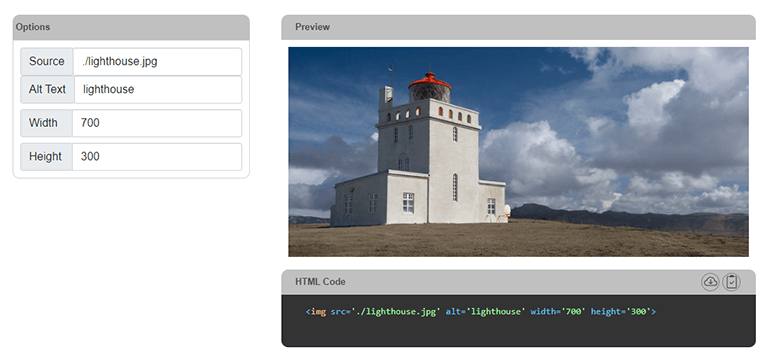 Options
Source ./lighthouse.jpg
Alt Text lighthouse
Width 700
Height 300
Preview
HTML Code
<img src='./lighthouse.jpg' alt='lighthouse' width='700' height='300'>